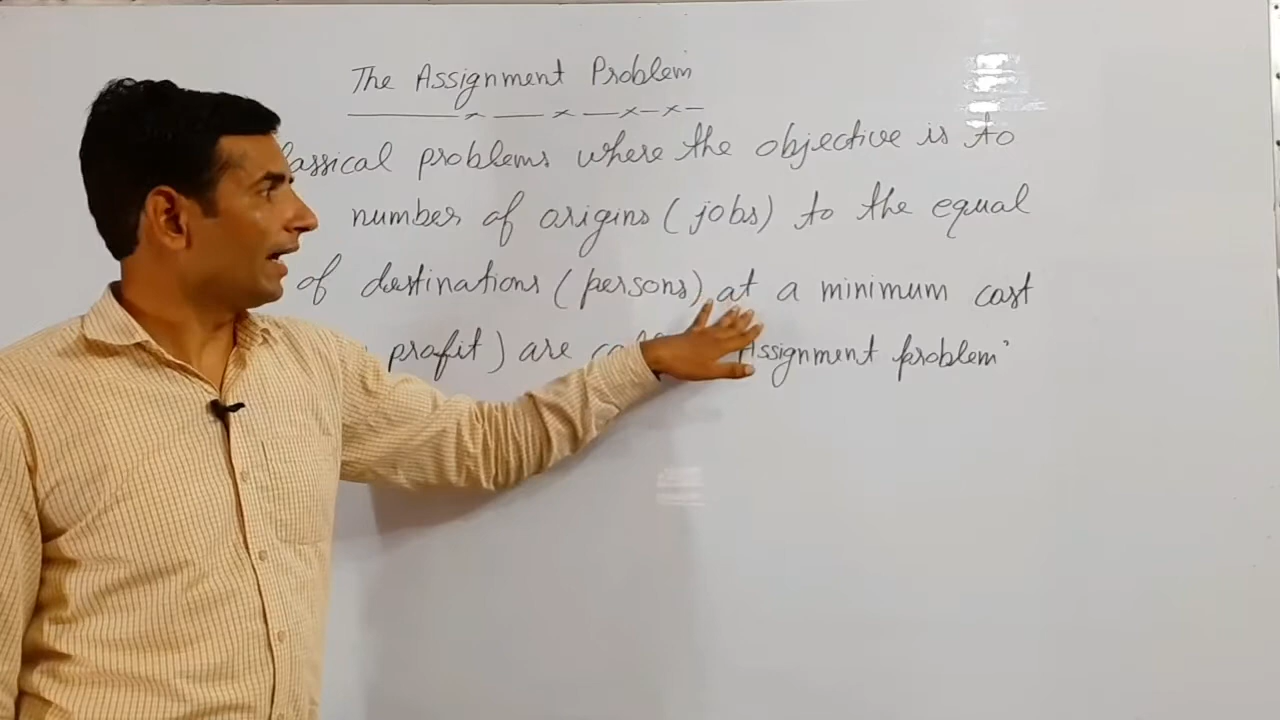 The Assignment Problem
lassical problems where the objective is to
number of origins (jobs) to the equal
of destinations (persons) at a minimum cost
profit) are Assignment problem"